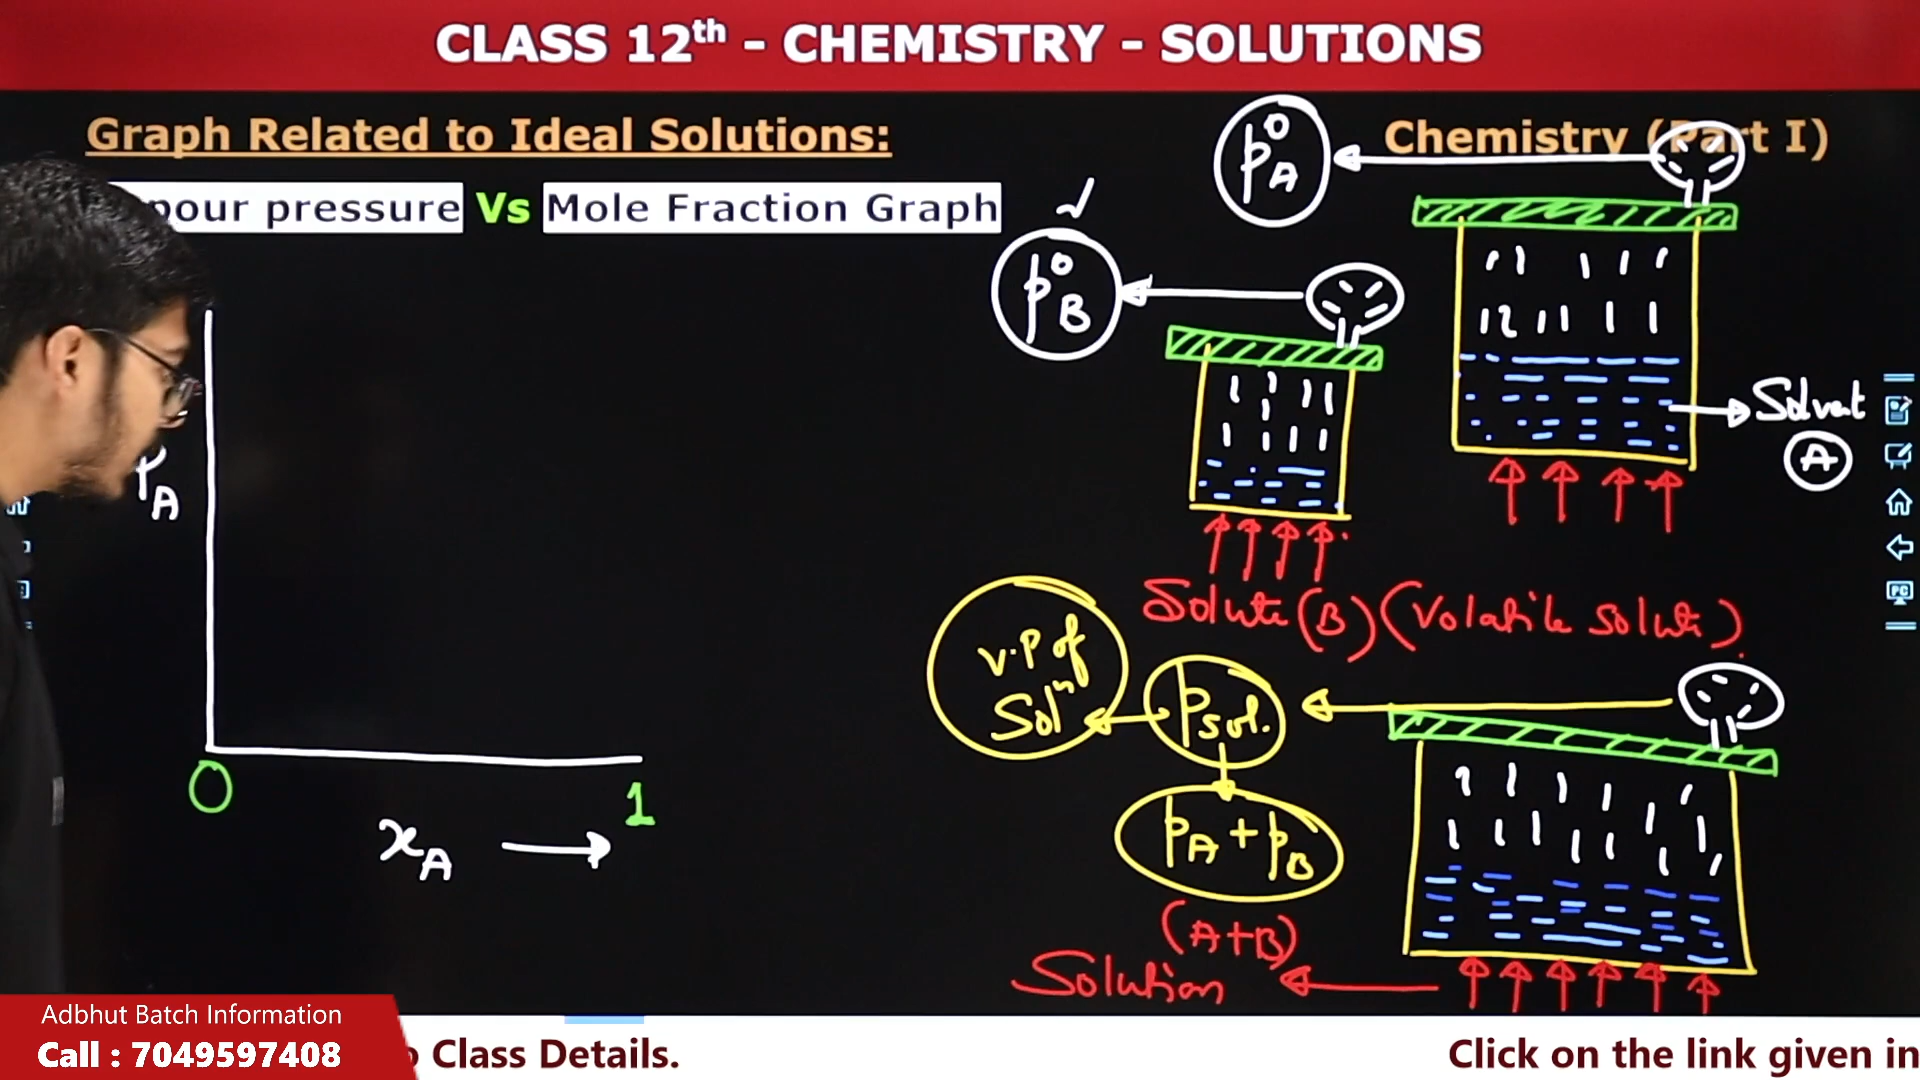 CLASS 12th - CHEMISTRY - SOLUTIONS
Graph Related to Ideal Solutions:
Chemistry (Part I)
pour pressure Vs Mole Fraction Graph
p⁰A
p⁰B
Solvent
A
PA
Solute (B) (Volatile Solute)
V.P of
Solⁿ
Psol.
PA + PB
0
1
xA
(A+B)
Solution
Adbhut Batch Information
Call : 7049597408
Class Details.
Click on the link given in